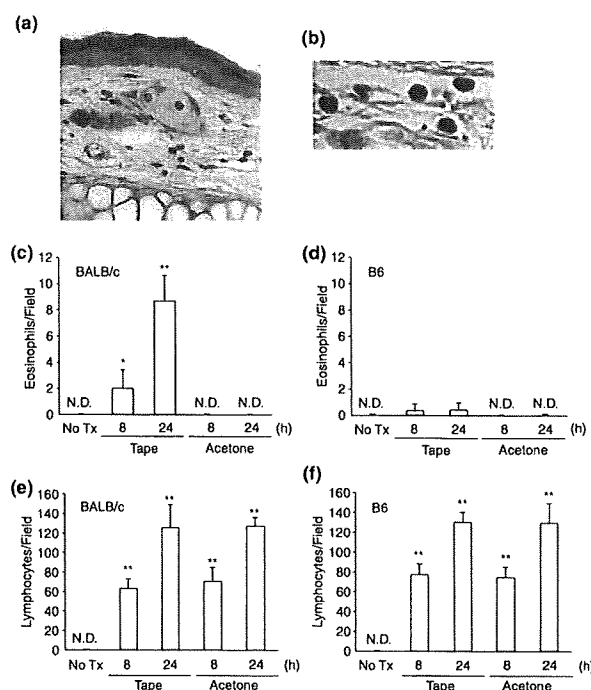 (a)
(b)
(c)
BALB/c
Eosinophils/Field
12
10
8
6
4
2
0
N.D.
*
**
N.D.
N.D.
No Tx 8 24 8 24 (h)
Tape Acetone
(d)
B6
Eosinophils/Field
12
10
8
6
4
2
0
N.D.
N.D.
N.D.
No Tx 8 24 8 24 (h)
Tape Acetone
(e)
BALB/c
Lymphocytes/Field
160
140
120
100
80
60
40
20
0
N.D.
**
**
**
**
No Tx 8 24 8 24 (h)
Tape Acetone
(f)
B6
Lymphocytes/Field
160
140
120
100
80
60
40
20
0
N.D.
**
**
**
**
No Tx 8 24 8 24 (h)
Tape Acetone